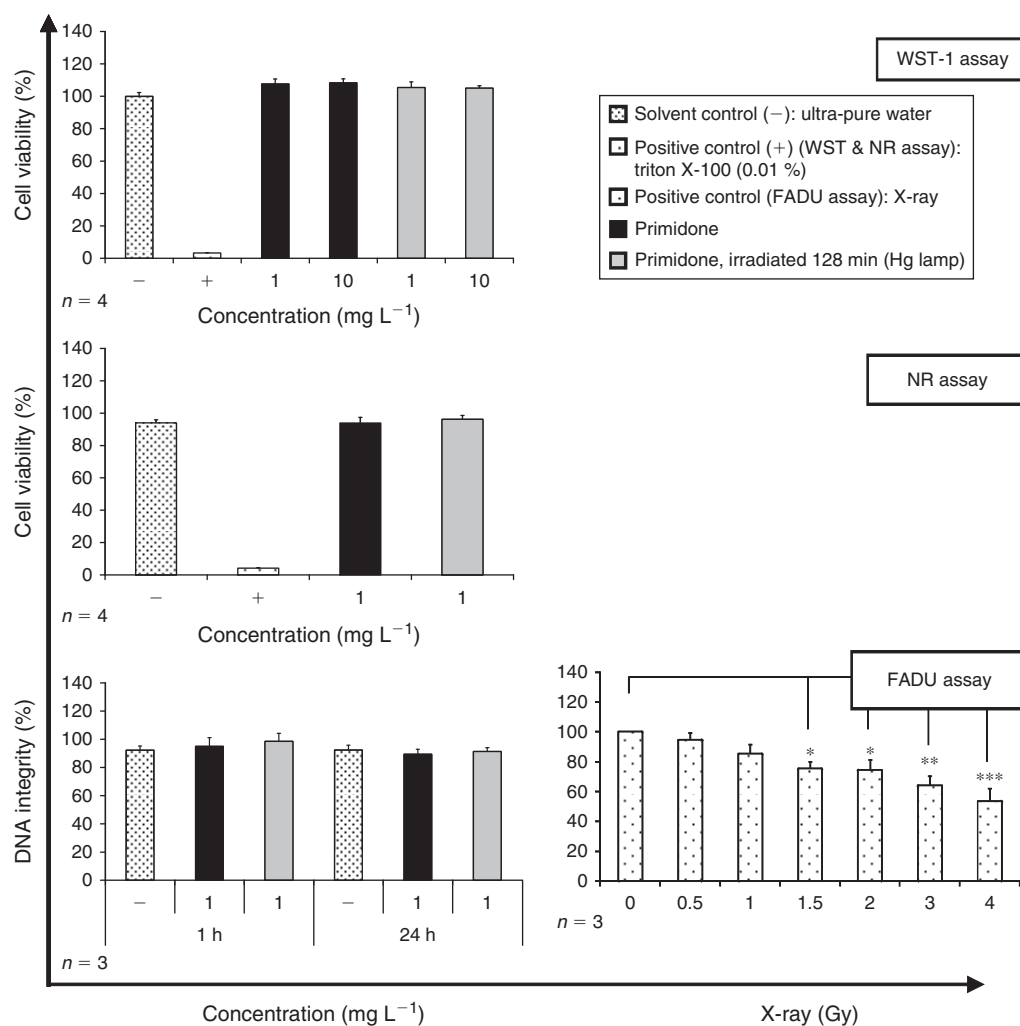 WST-1 assay
140
120
100
80
60
40
20
0
Cell viability (%)
− + 1 10 1 10
n = 4
Concentration (mg L−1)
Solvent control (−): ultra-pure water
Positive control (+) (WST & NR assay):
triton X-100 (0.01 %)
Positive control (FADU assay): X-ray
Primidone
Primidone, irradiated 128 min (Hg lamp)
NR assay
140
120
100
80
60
40
20
0
Cell viability (%)
− + 1 1
n = 4
Concentration (mg L−1)
140
120
100
80
60
40
20
0
DNA integrity (%)
− 1 1 − 1 1
1 h 24 h
n = 3
Concentration (mg L−1)
FADU assay
140
120
100
80
60
40
20
0
* * ** ***
0 0.5 1 1.5 2 3 4
n = 3
X-ray (Gy)